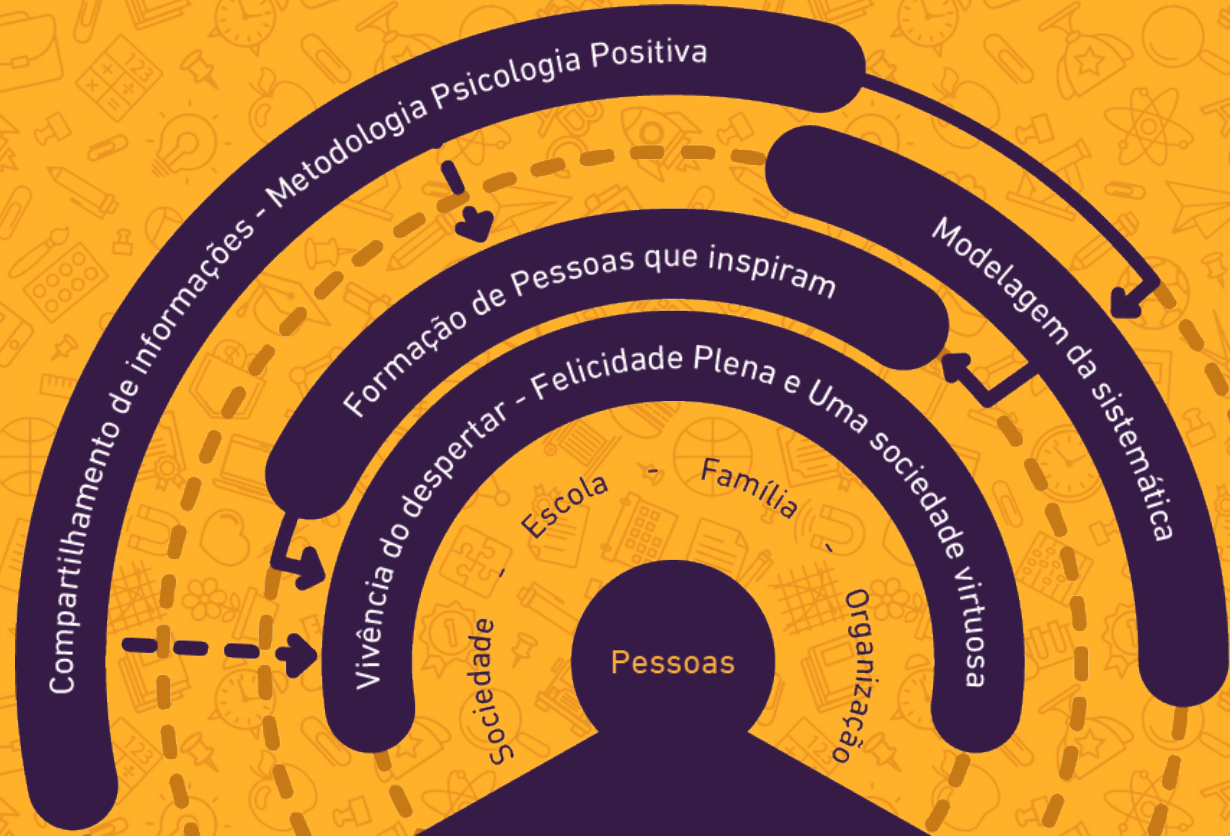 Compartilhamento de informações - Metodologia Psicologia Positiva
Modelagem da sistemática
Formação de Pessoas que inspiram
Vivência do despertar - Felicidade Plena e Uma sociedade virtuosa
Sociedade - Escola - Família - Organização
Pessoas